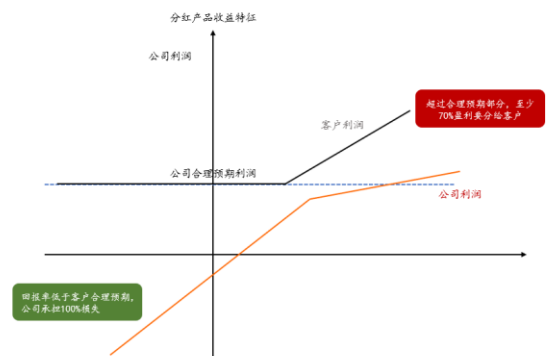 分红产品收益特征
公司利润
超过合理预期部分，至少
70%盈利要分给客户
客户利润
公司合理预期利润
公司利润
回报率低于客户合理预期，
公司承担100%损失